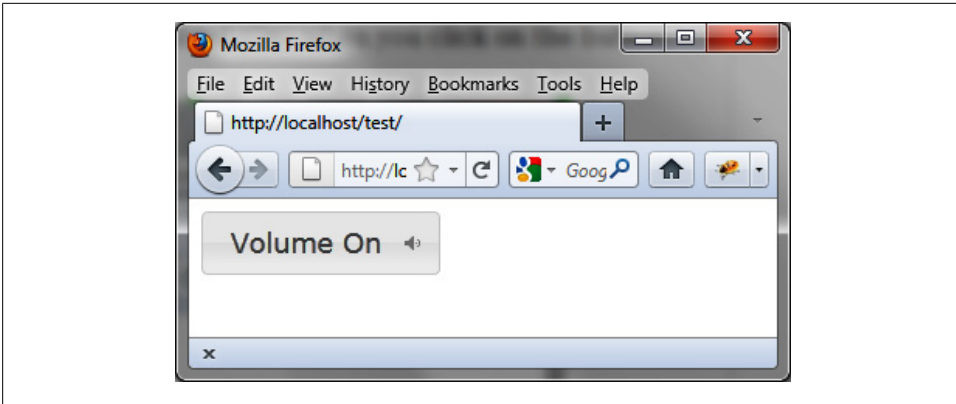 Mozilla Firefox
File Edit View History Bookmarks Tools Help
http://localhost/test/ +
http://lc Goog
Volume On
x